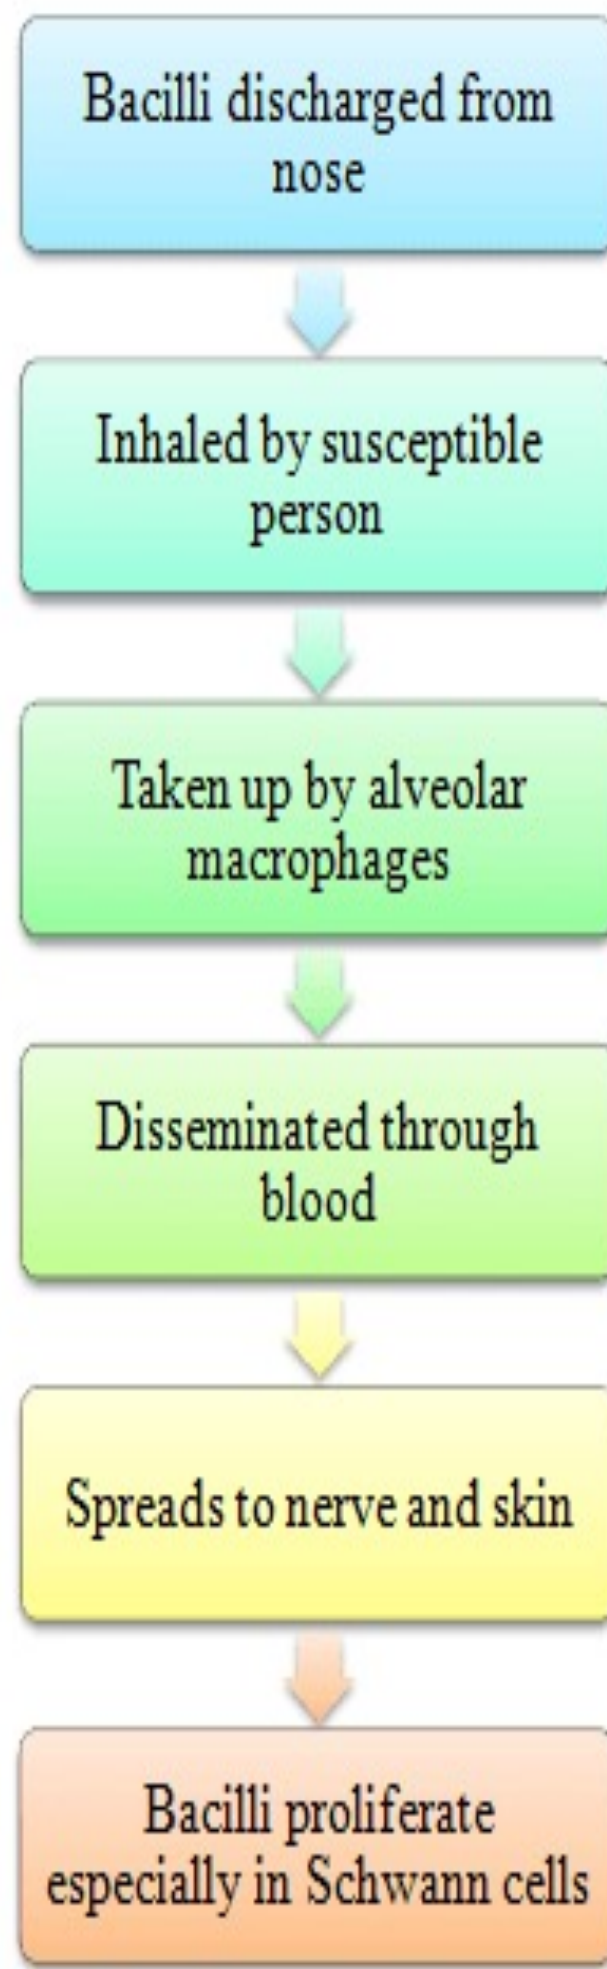 Bacilli discharged from
nose
Inhaled by susceptible
person
Taken up by alveolar
macrophages
Disseminated through
blood
Spreads to nerve and skin
Bacilli proliferate
especially in Schwann cells